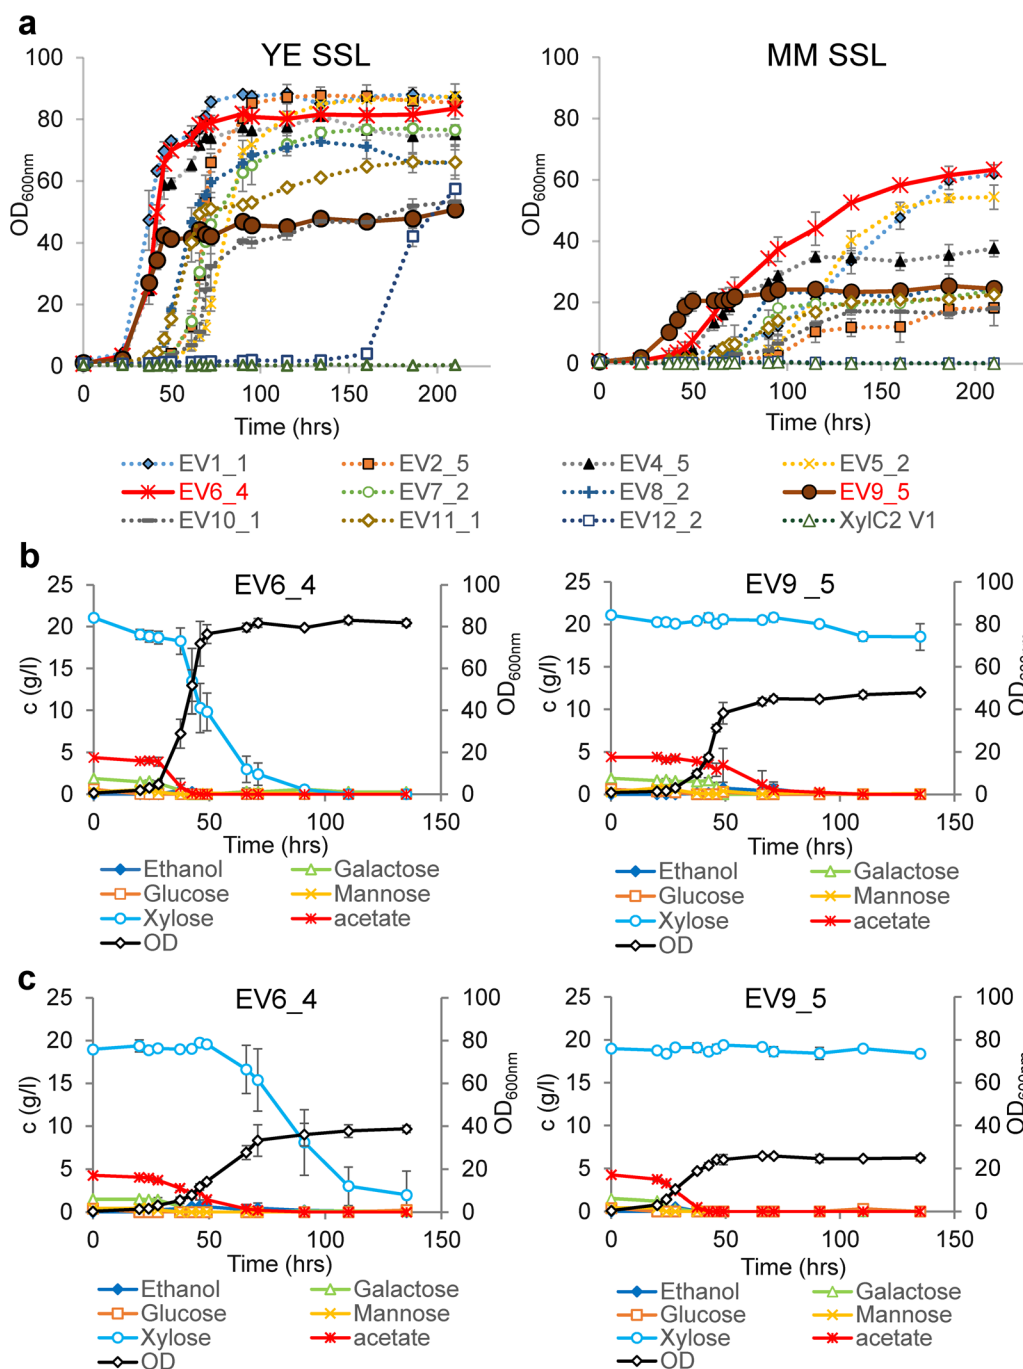 a
YE SSL
MM SSL
OD600nm
100
80
60
40
20
0
0 50 100 150 200
Time (hrs)
OD600nm
100
80
60
40
20
0
0 50 100 150 200
Time (hrs)
EV1_1 EV2_5 EV4_5 EV5_2
EV6_4 EV7_2 EV8_2 EV9_5
EV10_1 EV11_1 EV12_2 XylC2 V1
b
EV6_4
c (g/l)
25
20
15
10
5
0
0 50 100 150
Time (hrs)
100
80
60
40
20
0
OD600nm
Ethanol Galactose
Glucose Mannose
Xylose acetate
OD
EV9 _5
c (g/l)
25
20
15
10
5
0
0 50 100 150
Time (hrs)
100
80
60
40
20
0
OD600nm
Ethanol Galactose
Glucose Mannose
Xylose acetate
OD
c
EV6_4
c (g/l)
25
20
15
10
5
0
0 50 100 150
Time (hrs)
100
80
60
40
20
0
OD600nm
Ethanol Galactose
Glucose Mannose
Xylose acetate
OD
EV9_5
c (g/l)
25
20
15
10
5
0
0 50 100 150
Time (hrs)
100
80
60
40
20
0
OD600nm
Ethanol Galactose
Glucose Mannose
Xylose acetate
OD